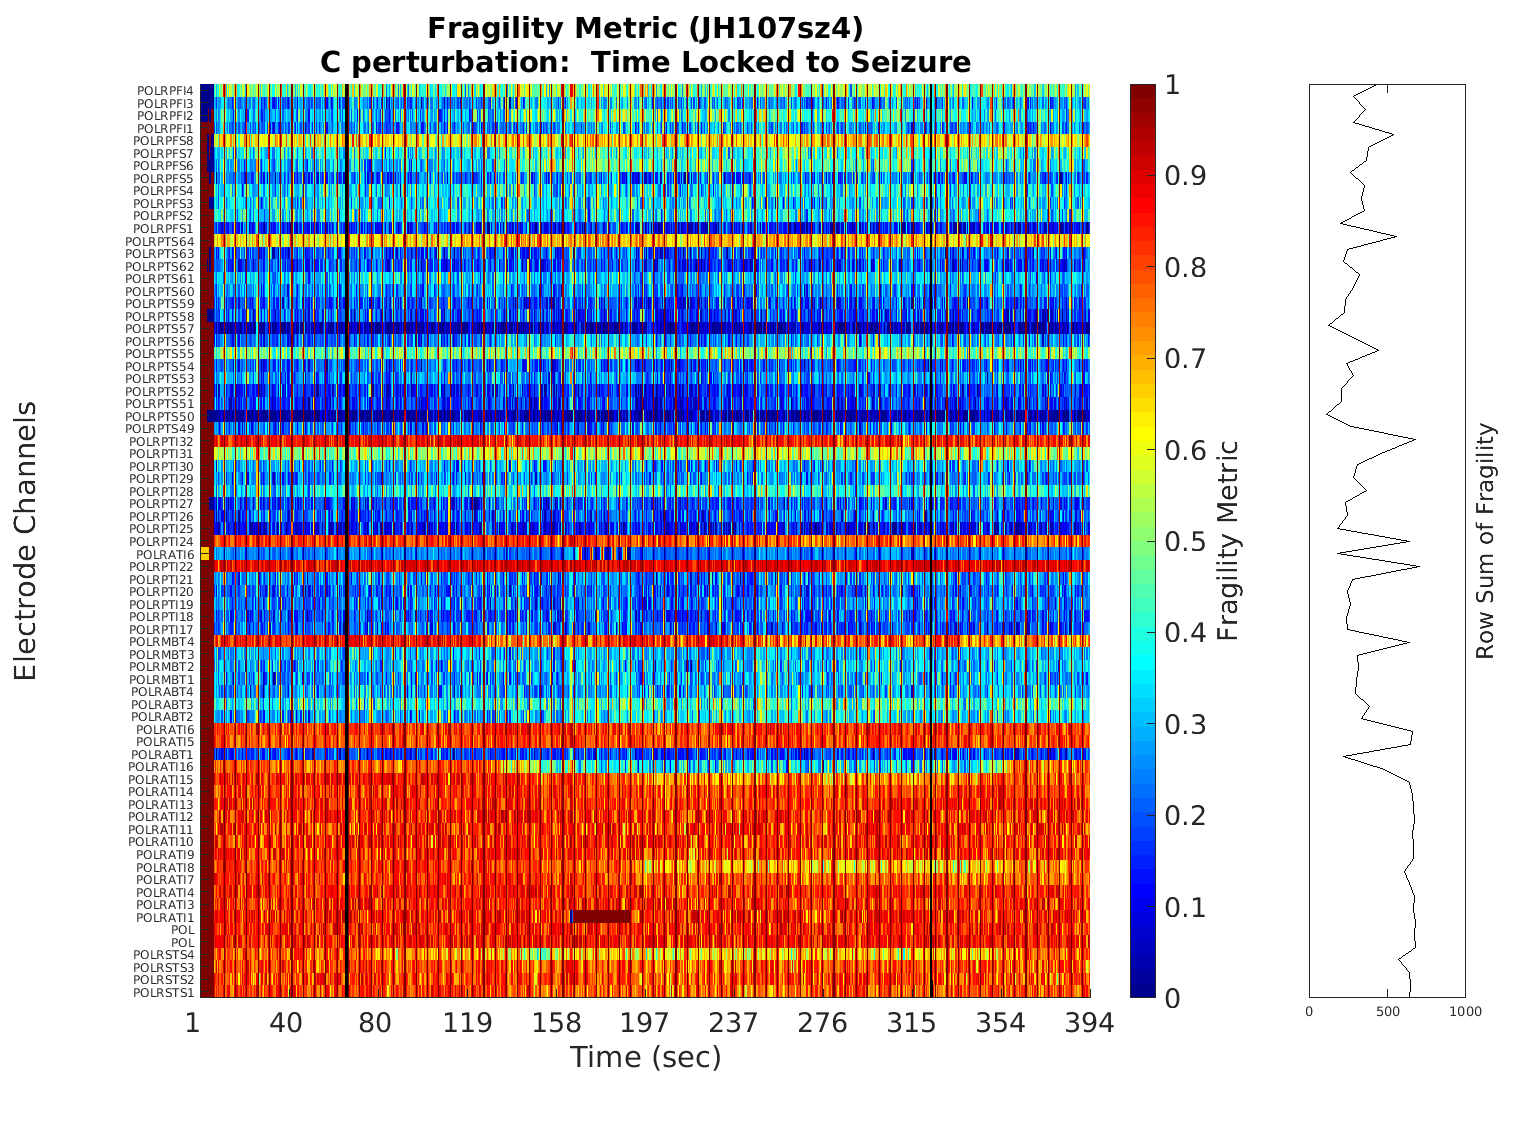 Fragility Metric (JH107sz4)
C perturbation:  Time Locked to Seizure
Electrode Channels
POLRPFI4
POLRPFI3
POLRPFI2
POLRPFI1
POLRPFS8
POLRPFS7
POLRPFS6
POLRPFS5
POLRPFS4
POLRPFS3
POLRPFS2
POLRPFS1
POLRPTS64
POLRPTS63
POLRPTS62
POLRPTS61
POLRPTS60
POLRPTS59
POLRPTS58
POLRPTS57
POLRPTS56
POLRPTS55
POLRPTS54
POLRPTS53
POLRPTS52
POLRPTS51
POLRPTS50
POLRPTS49
POLRPTI32
POLRPTI31
POLRPTI30
POLRPTI29
POLRPTI28
POLRPTI27
POLRPTI26
POLRPTI25
POLRPTI24
POLRATI6
POLRPTI22
POLRPTI21
POLRPTI20
POLRPTI19
POLRPTI18
POLRPTI17
POLRMBT4
POLRMBT3
POLRMBT2
POLRMBT1
POLRABT4
POLRABT3
POLRABT2
POLRATI6
POLRATI5
POLRABT1
POLRATI16
POLRATI15
POLRATI14
POLRATI13
POLRATI12
POLRATI11
POLRATI10
POLRATI9
POLRATI8
POLRATI7
POLRATI4
POLRATI3
POLRATI1
POL
POL
POLRSTS4
POLRSTS3
POLRSTS2
POLRSTS1
1 40 80 119 158 197 237 276 315 354 394
Time (sec)
1
0.9
0.8
0.7
0.6
0.5
0.4
0.3
0.2
0.1
0
Fragility Metric
0 500 1000
Row Sum of Fragility